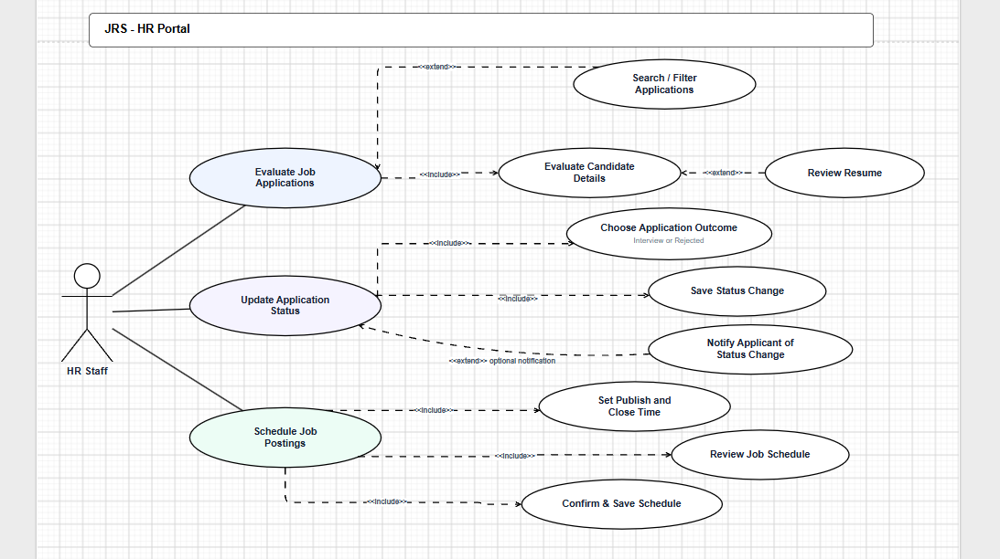 JRS - HR Portal
<<extend>>
Search / Filter
Applications
Evaluate Job
Applications
<<include>>
Evaluate Candidate
Details
<<extend>>
Review Resume
Choose Application Outcome
Interview or Rejected
<<include>>
Update Application
Status
<<include>>
Save Status Change
Notify Applicant of
Status Change
<<extend>> optional notification
HR Staff
Set Publish and
Close Time
<<include>>
Schedule Job
Postings
<<include>>
Review Job Schedule
<<include>>
Confirm & Save Schedule